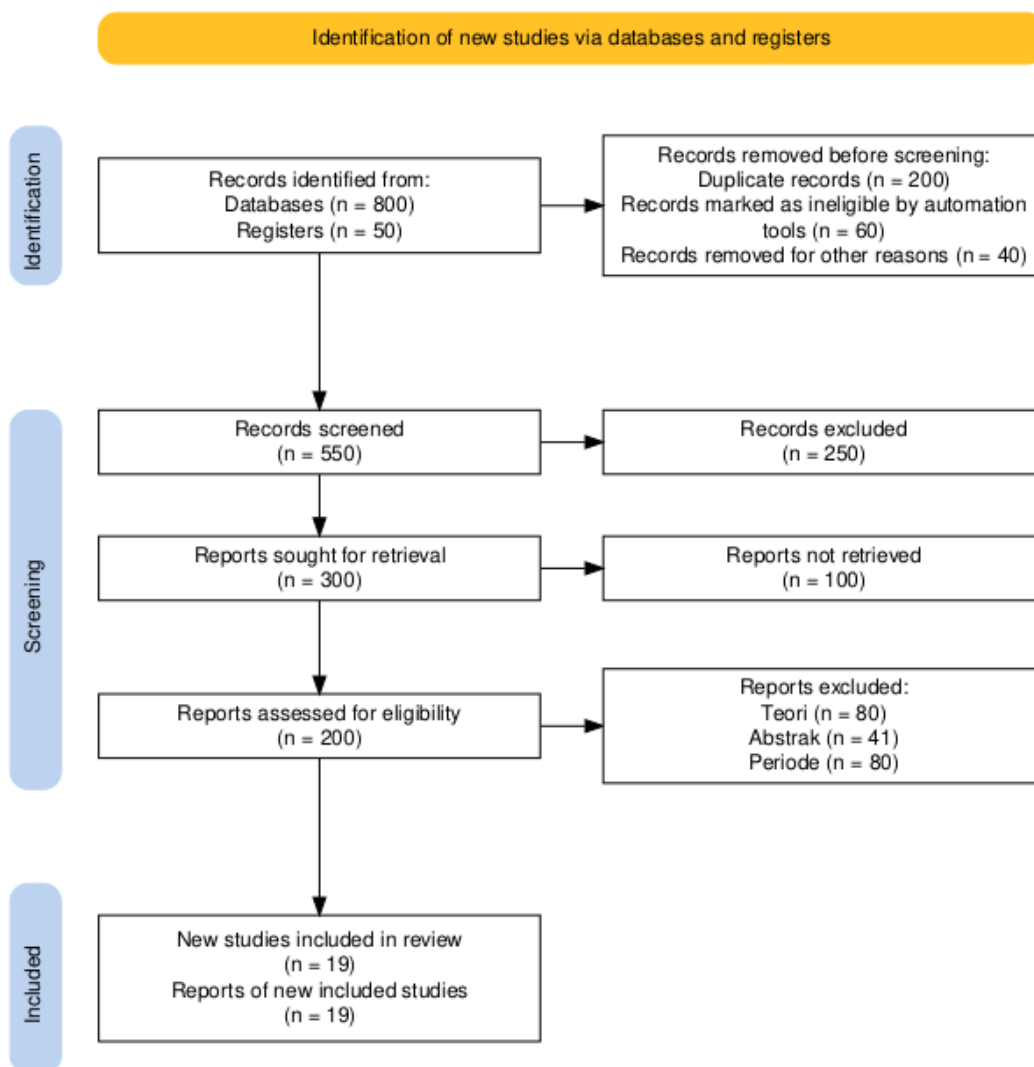 Identification of new studies via databases and registers
Identification
Records identified from:
Databases (n = 800)
Registers (n = 50)
Records removed before screening:
Duplicate records (n = 200)
Records marked as ineligible by automation
tools (n = 60)
Records removed for other reasons (n = 40)
Screening
Records screened
(n = 550)
Records excluded
(n = 250)
Reports sought for retrieval
(n = 300)
Reports not retrieved
(n = 100)
Reports assessed for eligibility
(n = 200)
Reports excluded:
Teori (n = 80)
Abstrak (n = 41)
Periode (n = 80)
Included
New studies included in review
(n = 19)
Reports of new included studies
(n = 19)